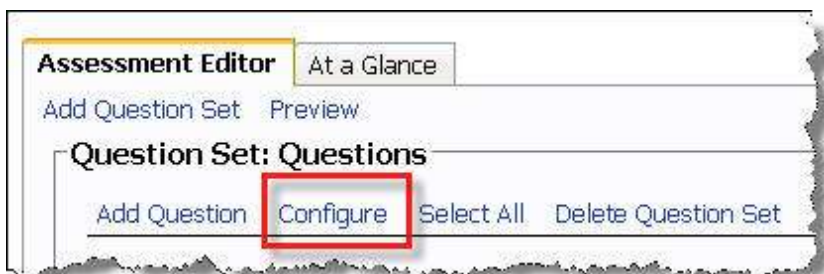 Assessment Editor At a Glance
Add Question Set Preview
Question Set: Questions
Add Question Configure Select All Delete Question Set